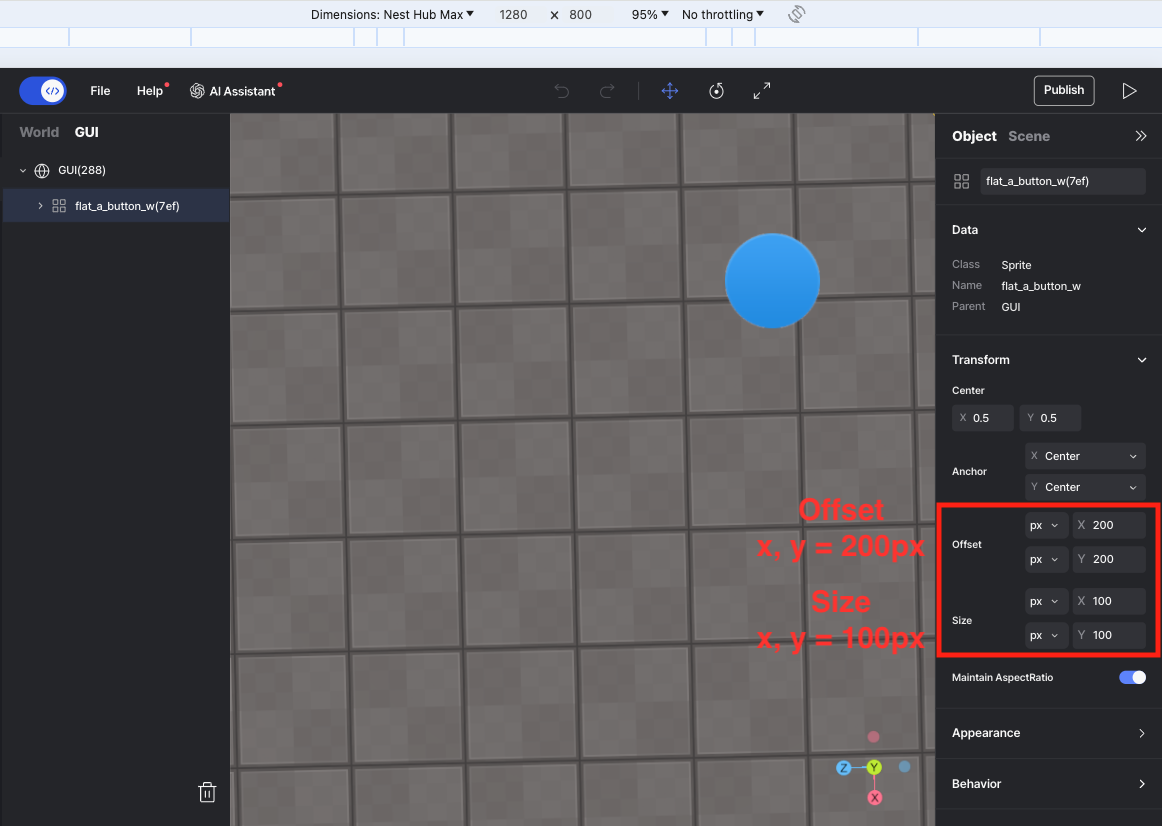 Dimensions: Nest Hub Max 1280 × 800 95% No throttling
File Help AI Assistant Publish
World GUI
GUI(288)
flat_a_button_w(7ef)
Offset
x, y = 200px
Size
x, y = 100px
Z Y
X
Object Scene
flat_a_button_w(7ef)
Data
Class Sprite
Name flat_a_button_w
Parent GUI
Transform
Center
X 0.5 Y 0.5
Anchor
X Center
Y Center
Offset
px X 200
px Y 200
Size
px X 100
px Y 100
Maintain AspectRatio
Appearance
Behavior